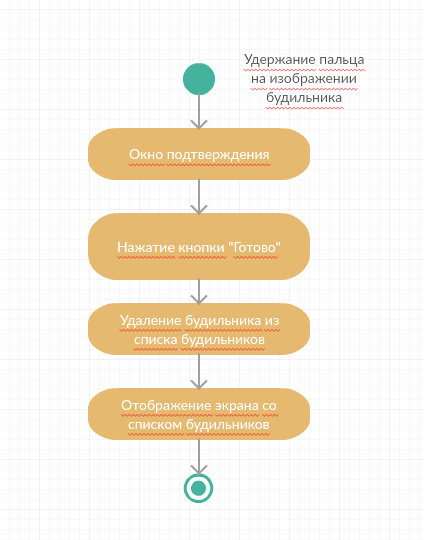 Удержание пальца
на изображении
будильника
Окно подтверждения
Нажатие кнопки "Готово"
Удаление будильника из
списка будильников
Отображение экрана со
списком будильников